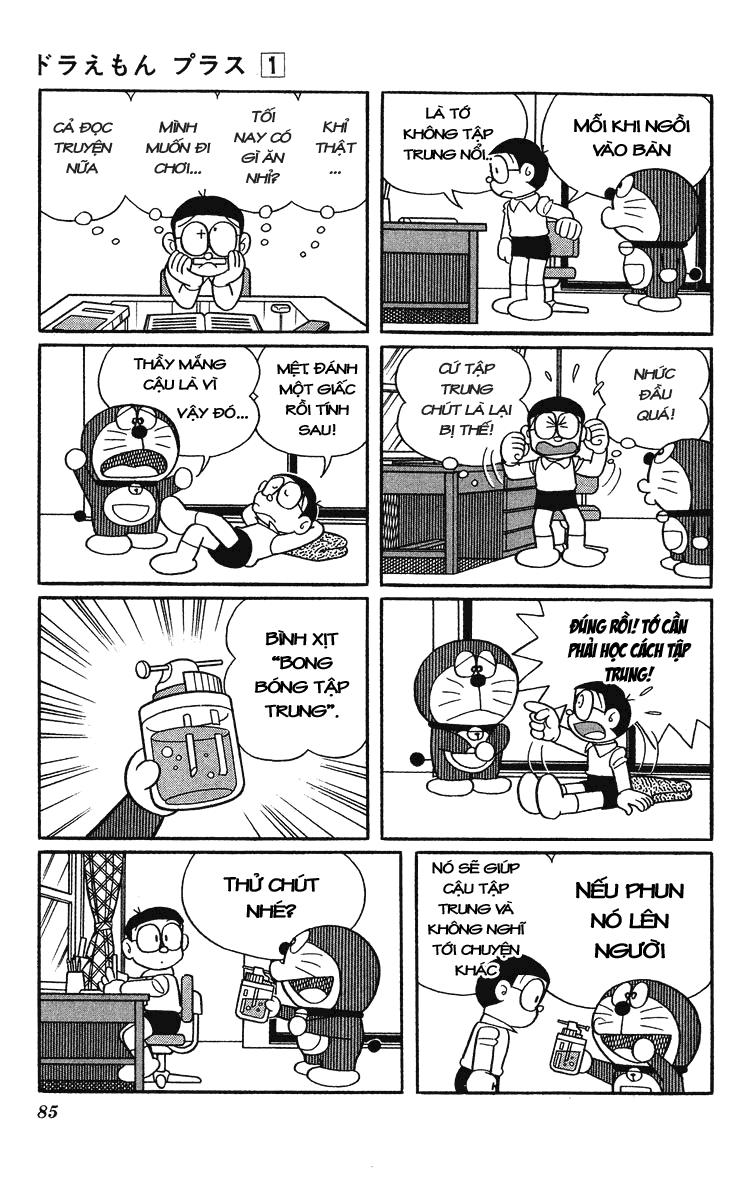 ドラえもん プラス 1
MỖI KHI NGỒI
VÀO BÀN
LÀ TỚ
KHÔNG TẬP
TRUNG NỔI...
KHỈ
THẬT
...
TỐI
NAY CÓ
GÌ ĂN
NHỈ?
MÌNH
MUỐN ĐI
CHƠI...
CẢ ĐỌC
TRUYỆN
NỮA
NHỨC
ĐẦU
QUÁ!
CỨ TẬP
TRUNG
CHÚT LÀ LẠI
BỊ THẾ!
MỆT. ĐÁNH
MỘT GIẤC
RỒI TÍNH
SAU!
THẦY MẮNG
CẬU LÀ VÌ
VẬY ĐÓ...
ĐÚNG RỒI! TỚ CẦN
PHẢI HỌC CÁCH TẬP
TRUNG!
BÌNH XỊT
“BONG
BÓNG TẬP
TRUNG”.
NẾU PHUN
NÓ LÊN
NGƯỜI
NÓ SẼ GIÚP
CẬU TẬP
TRUNG VÀ
KHÔNG NGHĨ
TỚI CHUYỆN
KHÁC
THỬ CHÚT
NHÉ?
85